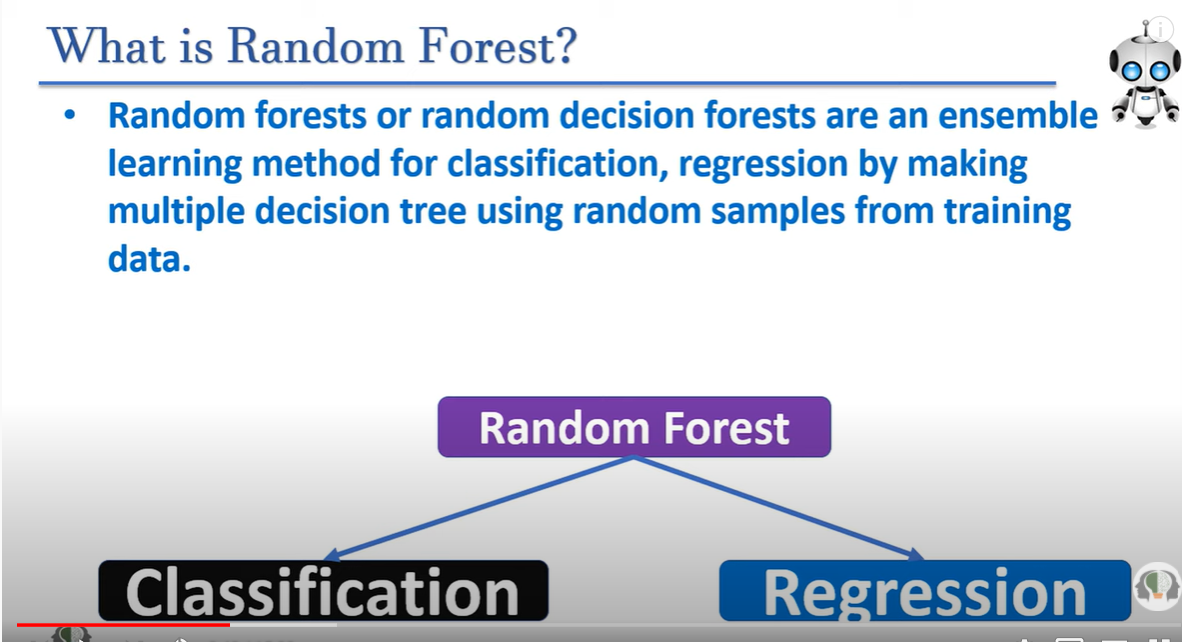 What is Random Forest?
• Random forests or random decision forests are an ensemble
learning method for classification, regression by making
multiple decision tree using random samples from training
data.
Random Forest
Classification
Regression